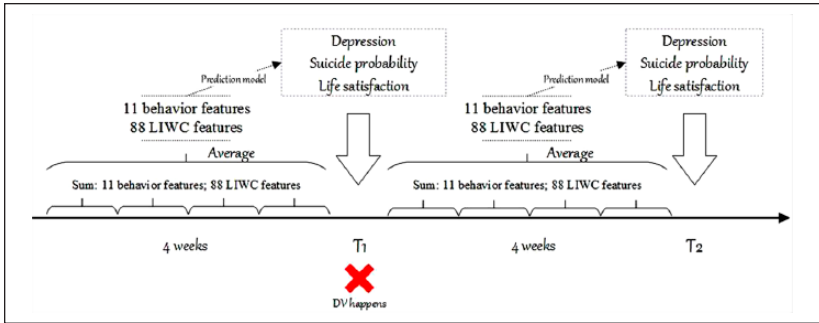 Depression
Suicide probability
Life satisfaction
Prediction model
11 behavior features
88 LIWC features
Average
Sum: 11 behavior features; 88 LIWC features
4 weeks
T1
DV happens
Depression
Suicide probability
Life satisfaction
Prediction model
11 behavior features
88 LIWC features
Average
Sum: 11 behavior features; 88 LIWC features
4 weeks
T2